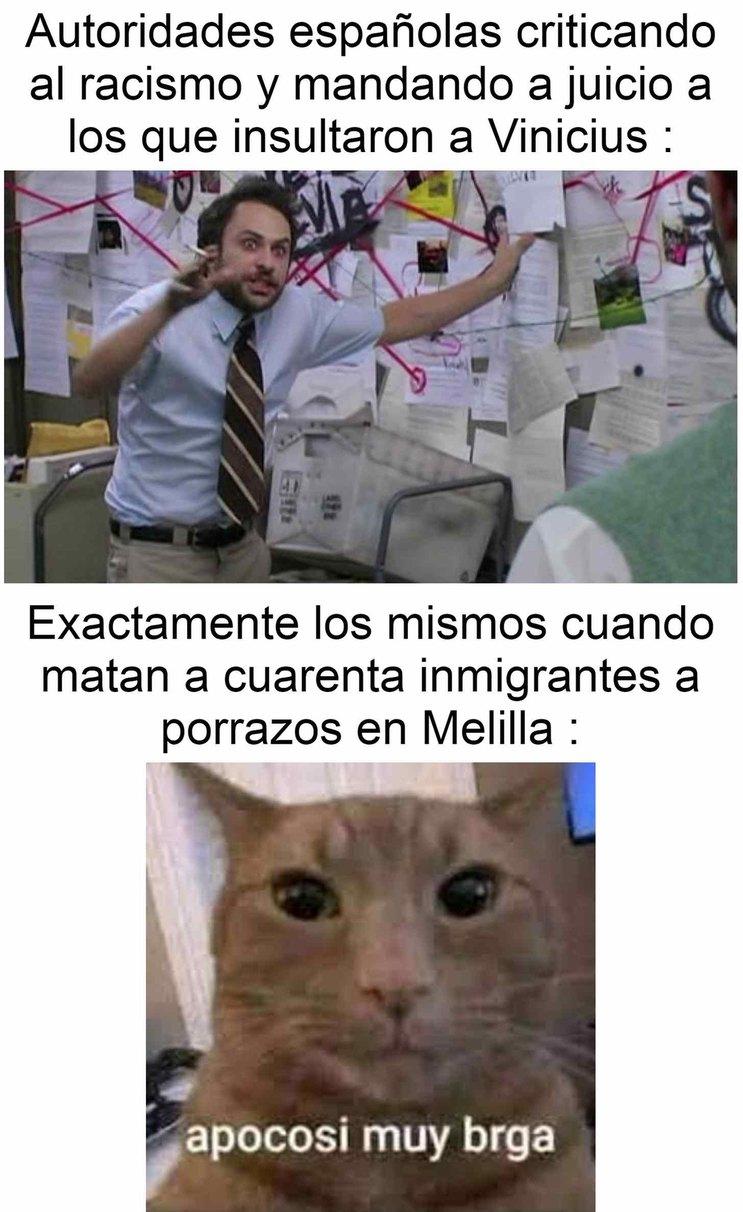 Autoridades españolas criticando
al racismo y mandando a juicio a
los que insultaron a Vinicius :
Exactamente los mismos cuando
matan a cuarenta inmigrantes a
porrazos en Melilla :
apocosi muy brga